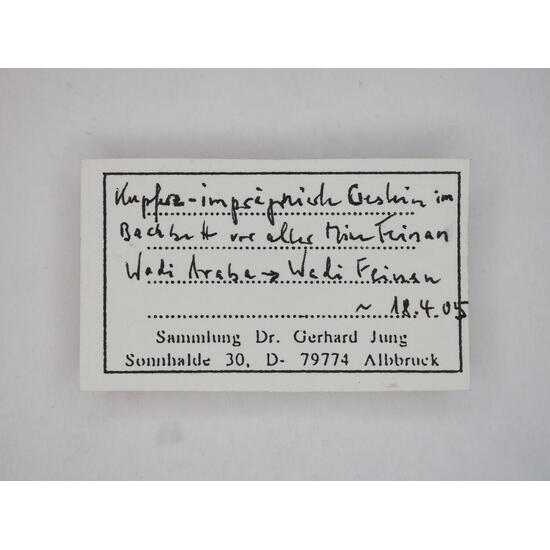 Kupfer-imprägnierte Gestein im
Bachbett vor alter Mine Feinan
Wadi Araba → Wadi Feinan
~ 18.4.05
Sammlung Dr. Gerhard Jung
Sonnhalde 30, D- 79774 Albbruck